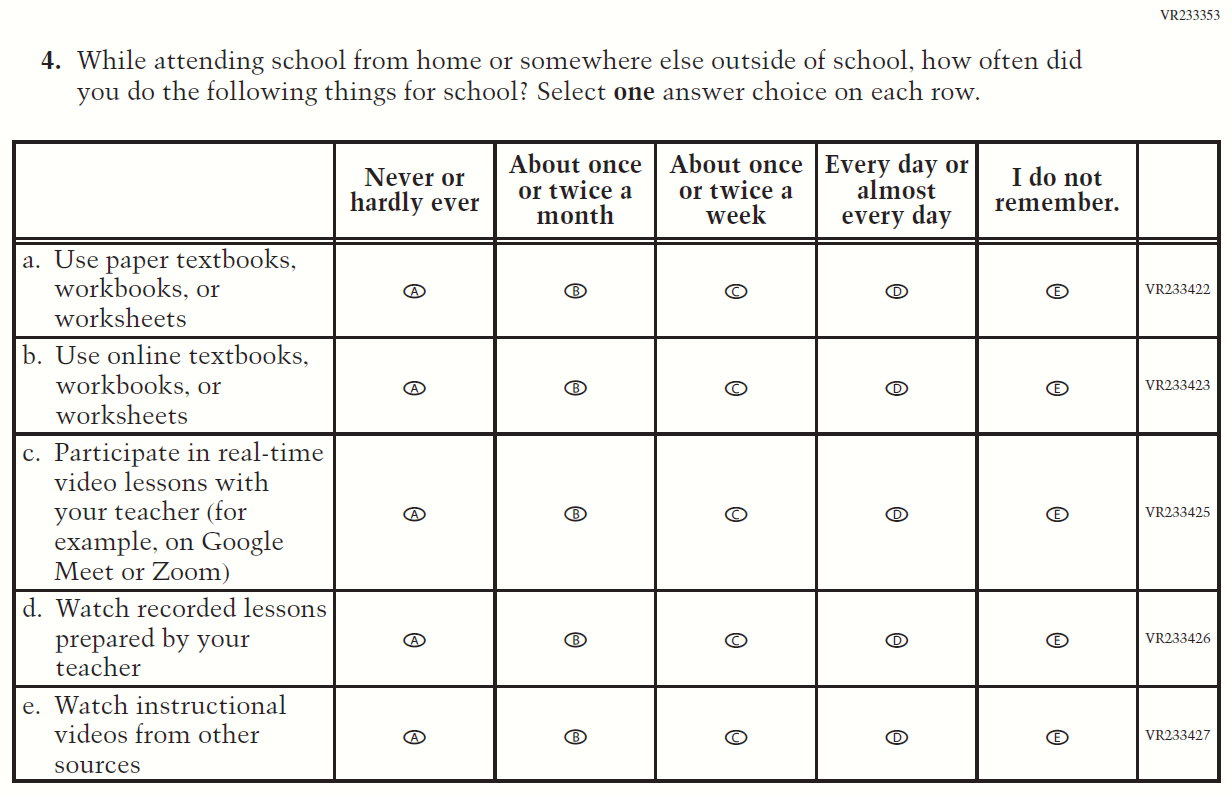 VR233353
4. While attending school from home or somewhere else outside of school, how often did
you do the following things for school? Select one answer choice on each row.
Never or
hardly ever
About once
or twice a
month
About once
or twice a
week
Every day or
almost
every day
I do not
remember.
a. Use paper textbooks,
workbooks, or
worksheets
A B C D E VR233422
b. Use online textbooks,
workbooks, or
worksheets
A B C D E VR233423
c. Participate in real-time
video lessons with
your teacher (for
example, on Google
Meet or Zoom)
A B C D E VR233425
d. Watch recorded lessons
prepared by your
teacher
A B C D E VR233426
e. Watch instructional
videos from other
sources
A B C D E VR233427